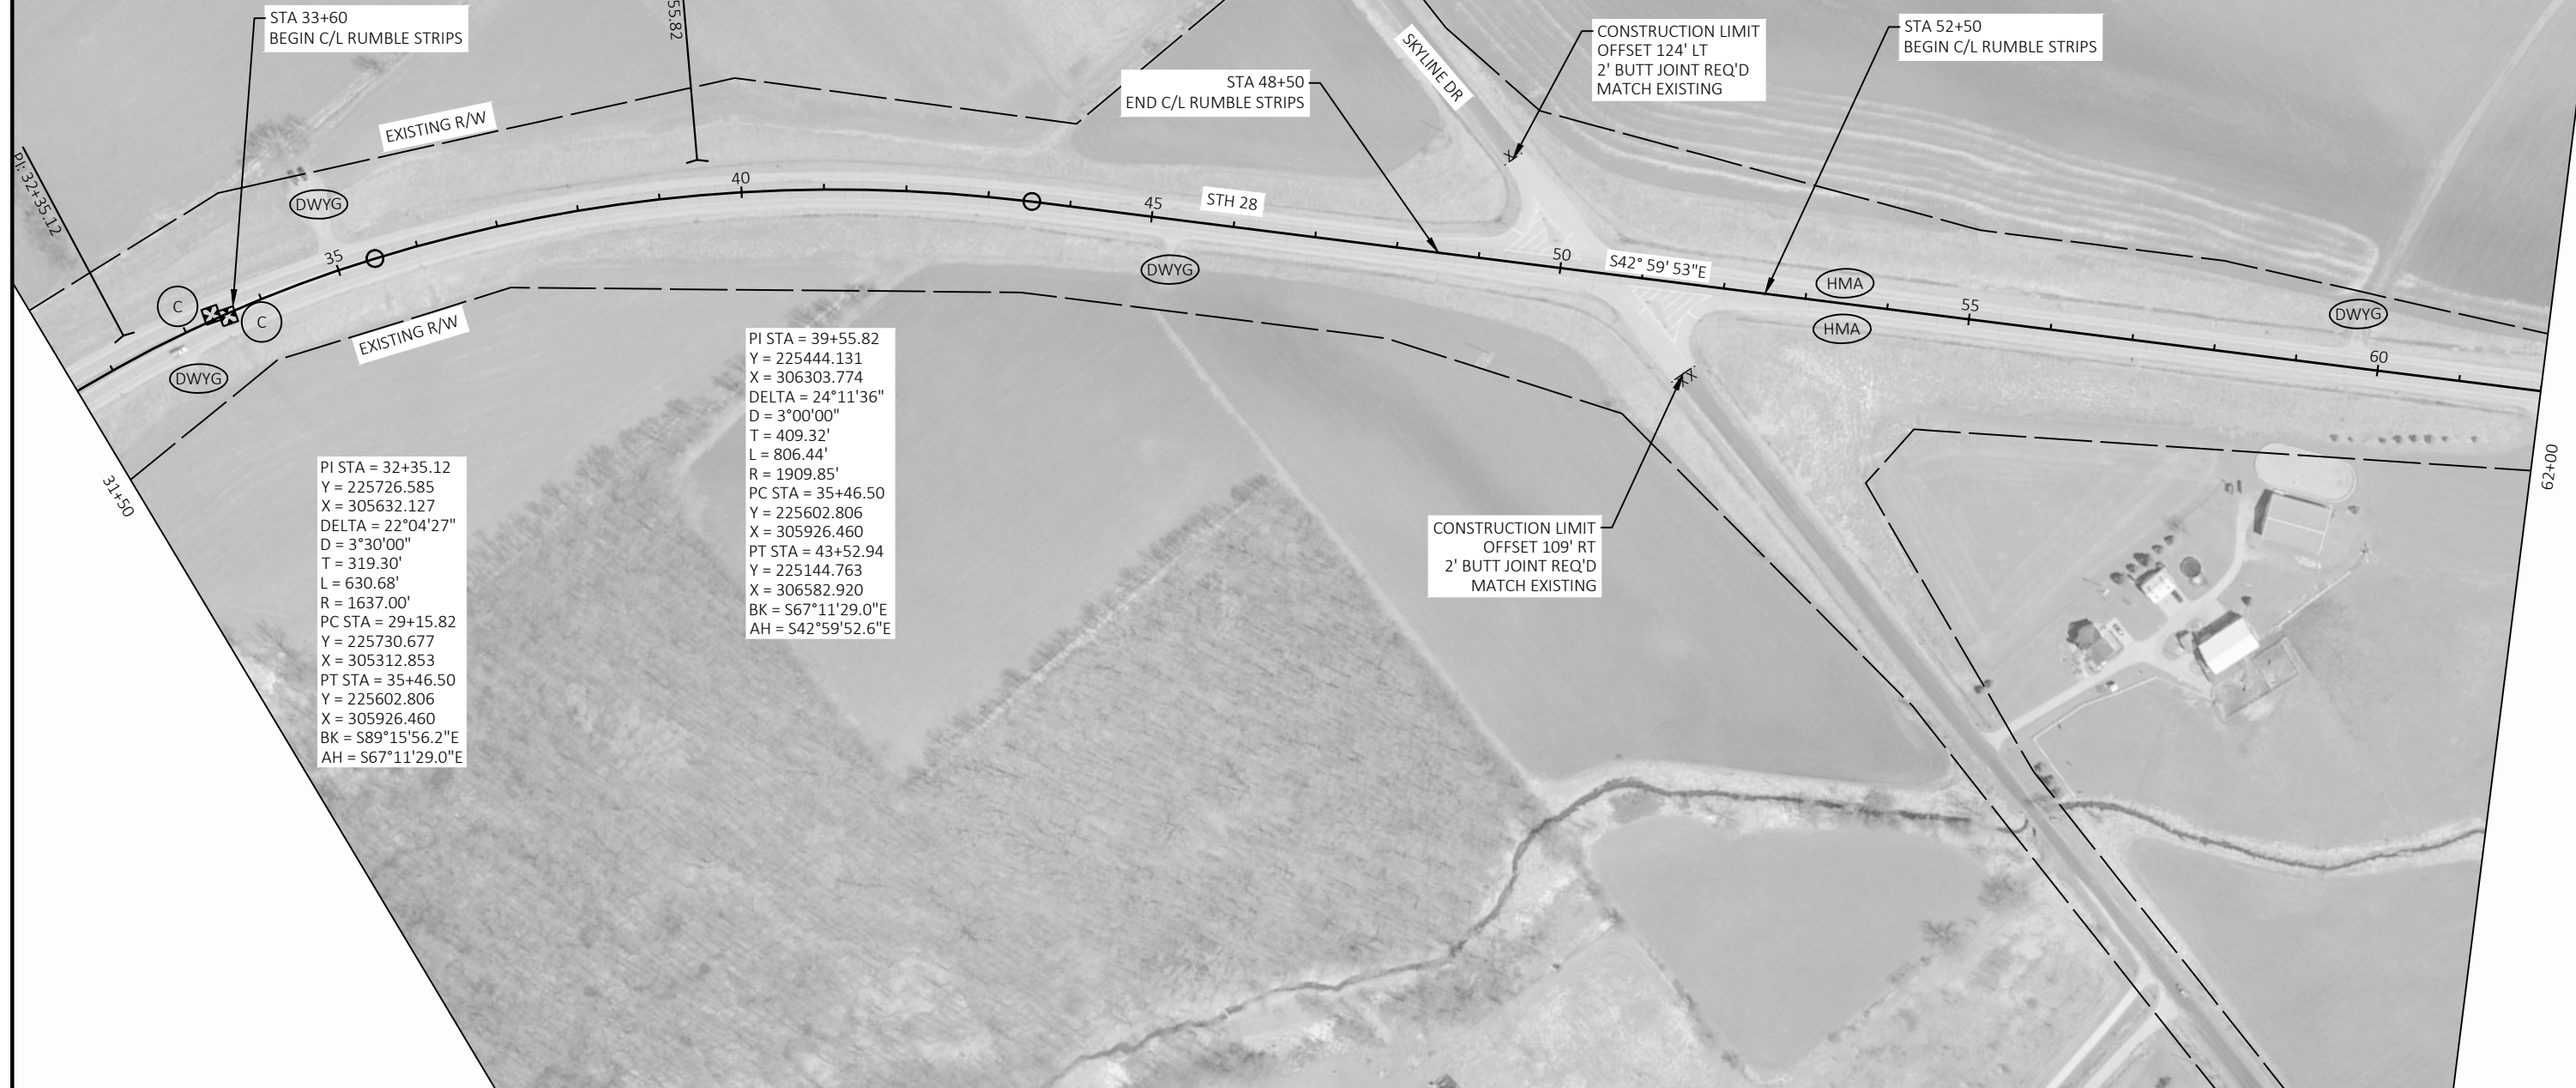 STA 33+60
BEGIN C/L RUMBLE STRIPS
55.82
SKYLINE DR
CONSTRUCTION LIMIT
OFFSET 124' LT
2' BUTT JOINT REQ'D
MATCH EXISTING
STA 52+50
BEGIN C/L RUMBLE STRIPS
STA 48+50
END C/L RUMBLE STRIPS
EXISTING R/W
PI: 32+35.12
DWYG
40
45
STH 28
35
50
S42° 59' 53"E
HMA
55
DWYG
DWYG
C
C
HMA
60
EXISTING R/W
DWYG
62+00
31+50
PI STA = 39+55.82
Y = 225444.131
X = 306303.774
DELTA = 24°11'36"
D = 3°00'00"
T = 409.32'
L = 806.44'
R = 1909.85'
PC STA = 35+46.50
Y = 225602.806
X = 305926.460
PT STA = 43+52.94
Y = 225144.763
X = 306582.920
BK = S67°11'29.0"E
AH = S42°59'52.6"E
PI STA = 32+35.12
Y = 225726.585
X = 305632.127
DELTA = 22°04'27"
D = 3°30'00"
T = 319.30'
L = 630.68'
R = 1637.00'
PC STA = 29+15.82
Y = 225730.677
X = 305312.853
PT STA = 35+46.50
Y = 225602.806
X = 305926.460
BK = S89°15'56.2"E
AH = S67°11'29.0"E
CONSTRUCTION LIMIT
OFFSET 109' RT
2' BUTT JOINT REQ'D
MATCH EXISTING